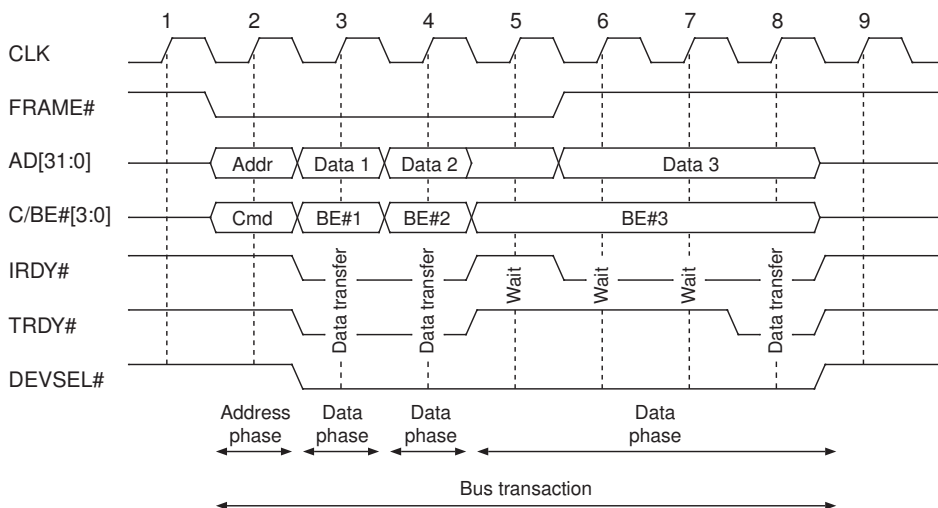 1 2 3 4 5 6 7 8 9
CLK
FRAME#
AD[31:0] Addr Data 1 Data 2 Data 3
C/BE#[3:0] Cmd BE#1 BE#2 BE#3
IRDY#
Data transfer Data transfer Wait Wait Wait Data transfer
TRDY#
DEVSEL#
Address Data Data Data
phase phase phase phase
Bus transaction